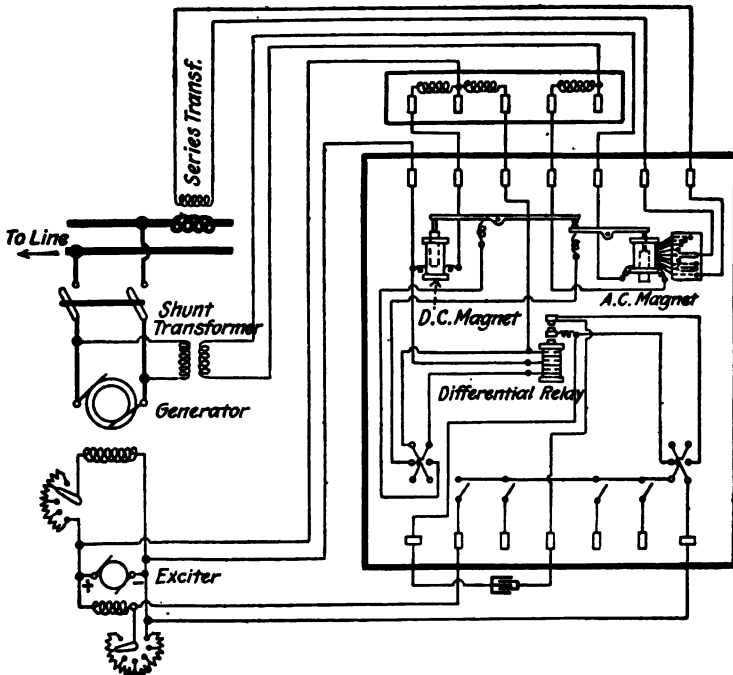 Series Transf.
To Line
Shunt
Transformer
Generator
D.C. Magnet
A.C. Magnet
Differential Relay
+
-
Exciter